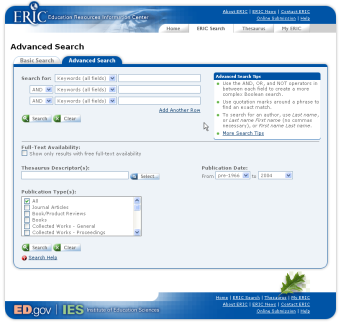 ERIC Education Resources Information Center
About ERIC | ERIC News | Contact ERIC
Online Submission | Help
Home ERIC Search Thesaurus My ERIC
Advanced Search
Basic Search Advanced Search
Search for: Keywords (all fields)
AND Keywords (all fields)
AND Keywords (all fields)
Add Another Row
Search Clear
Advanced Search Tips
Use the AND, OR, and NOT operators in
between each field to create a more
complex Boolean search.
Use quotation marks around a phrase to
find an exact match.
To search for an author, use Last name,
or Last name First name (no commas
necessary), or First name Last name.
More Search Tips
Full-Text Availability:
Show only results with free full-text availability
Thesaurus Descriptor(s):
Select...
Publication Date:
From pre-1966 to 2004
Publication Type(s):
All
Journal Articles
Book/Product Reviews
Books
Collected Works - General
Collected Works - Proceedings
Search Clear
Search Help
Home | ERIC Search | Thesaurus | My ERIC
About ERIC | ERIC News | Contact ERIC
Online Submission | Help
ED.gov IES Institute of Education Sciences